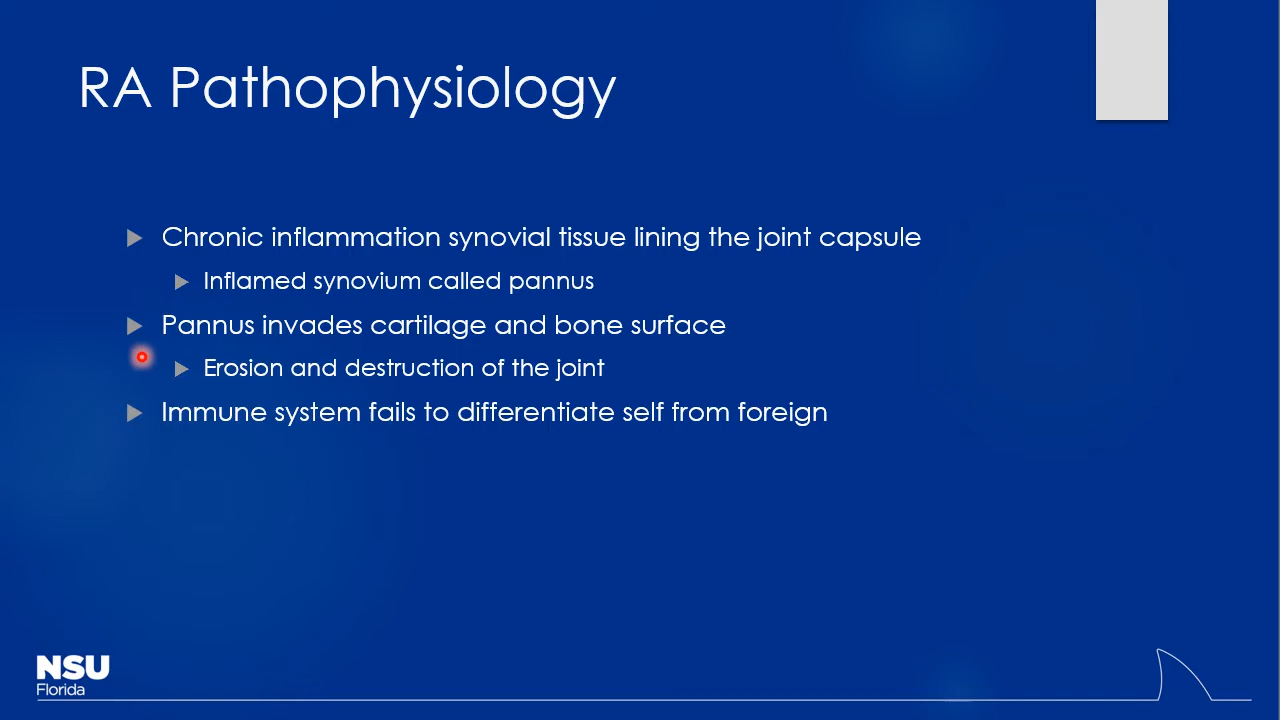 RA Pathophysiology
Chronic inflammation synovial tissue lining the joint capsule
Inflamed synovium called pannus
Pannus invades cartilage and bone surface
Erosion and destruction of the joint
Immune system fails to differentiate self from foreign
NSU
Florida